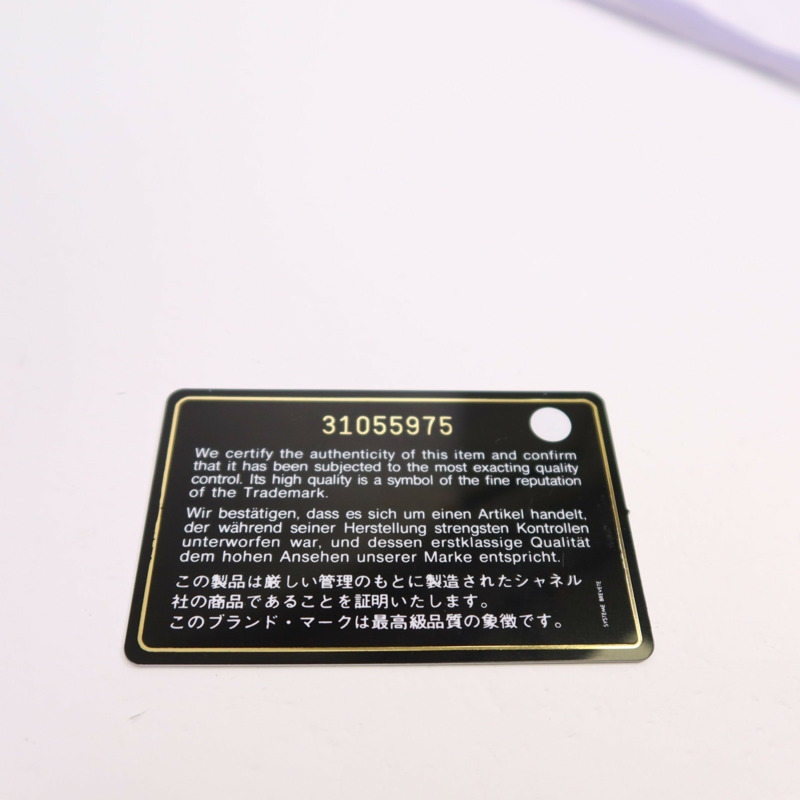 31055975
We certify the authenticity of this item and confirm
that it has been subjected to the most exacting quality
control. Its high quality is a symbol of the fine reputation
of the Trademark.
Wir bestätigen, dass es sich um einen Artikel handelt,
der während seiner Herstellung strengsten Kontrollen
unterworfen war, und dessen erstklassige Qualität
dem hohen Ansehen unserer Marke entspricht.
この製品は厳しい管理のもとに製造されたシャネル
社の商品であることを証明いたします。
このブランド・マークは最高級品質の象徴です。
SYSTEME BREVETE